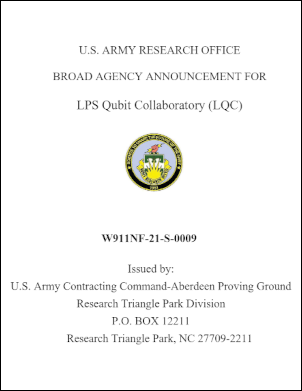 U.S. ARMY RESEARCH OFFICE
BROAD AGENCY ANNOUNCEMENT FOR
LPS Qubit Collaboratory (LQC)
W911NF-21-S-0009
Issued by:
U.S. Army Contracting Command-Aberdeen Proving Ground
Research Triangle Park Division
P.O. BOX 12211
Research Triangle Park, NC 27709-2211